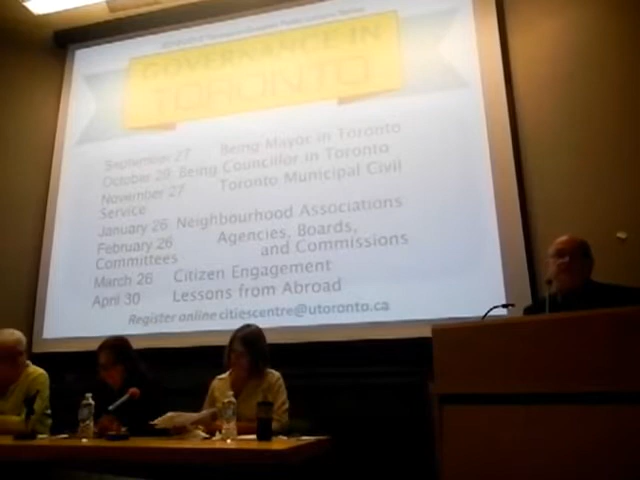 GOVERNANCE IN
TORONTO
September 27 Being Mayor in Toronto
October 29 Being Councillor in Toronto
November 27 Toronto Municipal Civil
Service
January 26 Neighbourhood Associations
February 26 Agencies, Boards,
Committees and Commissions
March 26 Citizen Engagement
April 30 Lessons from Abroad
Register online citiescentre@utoronto.ca